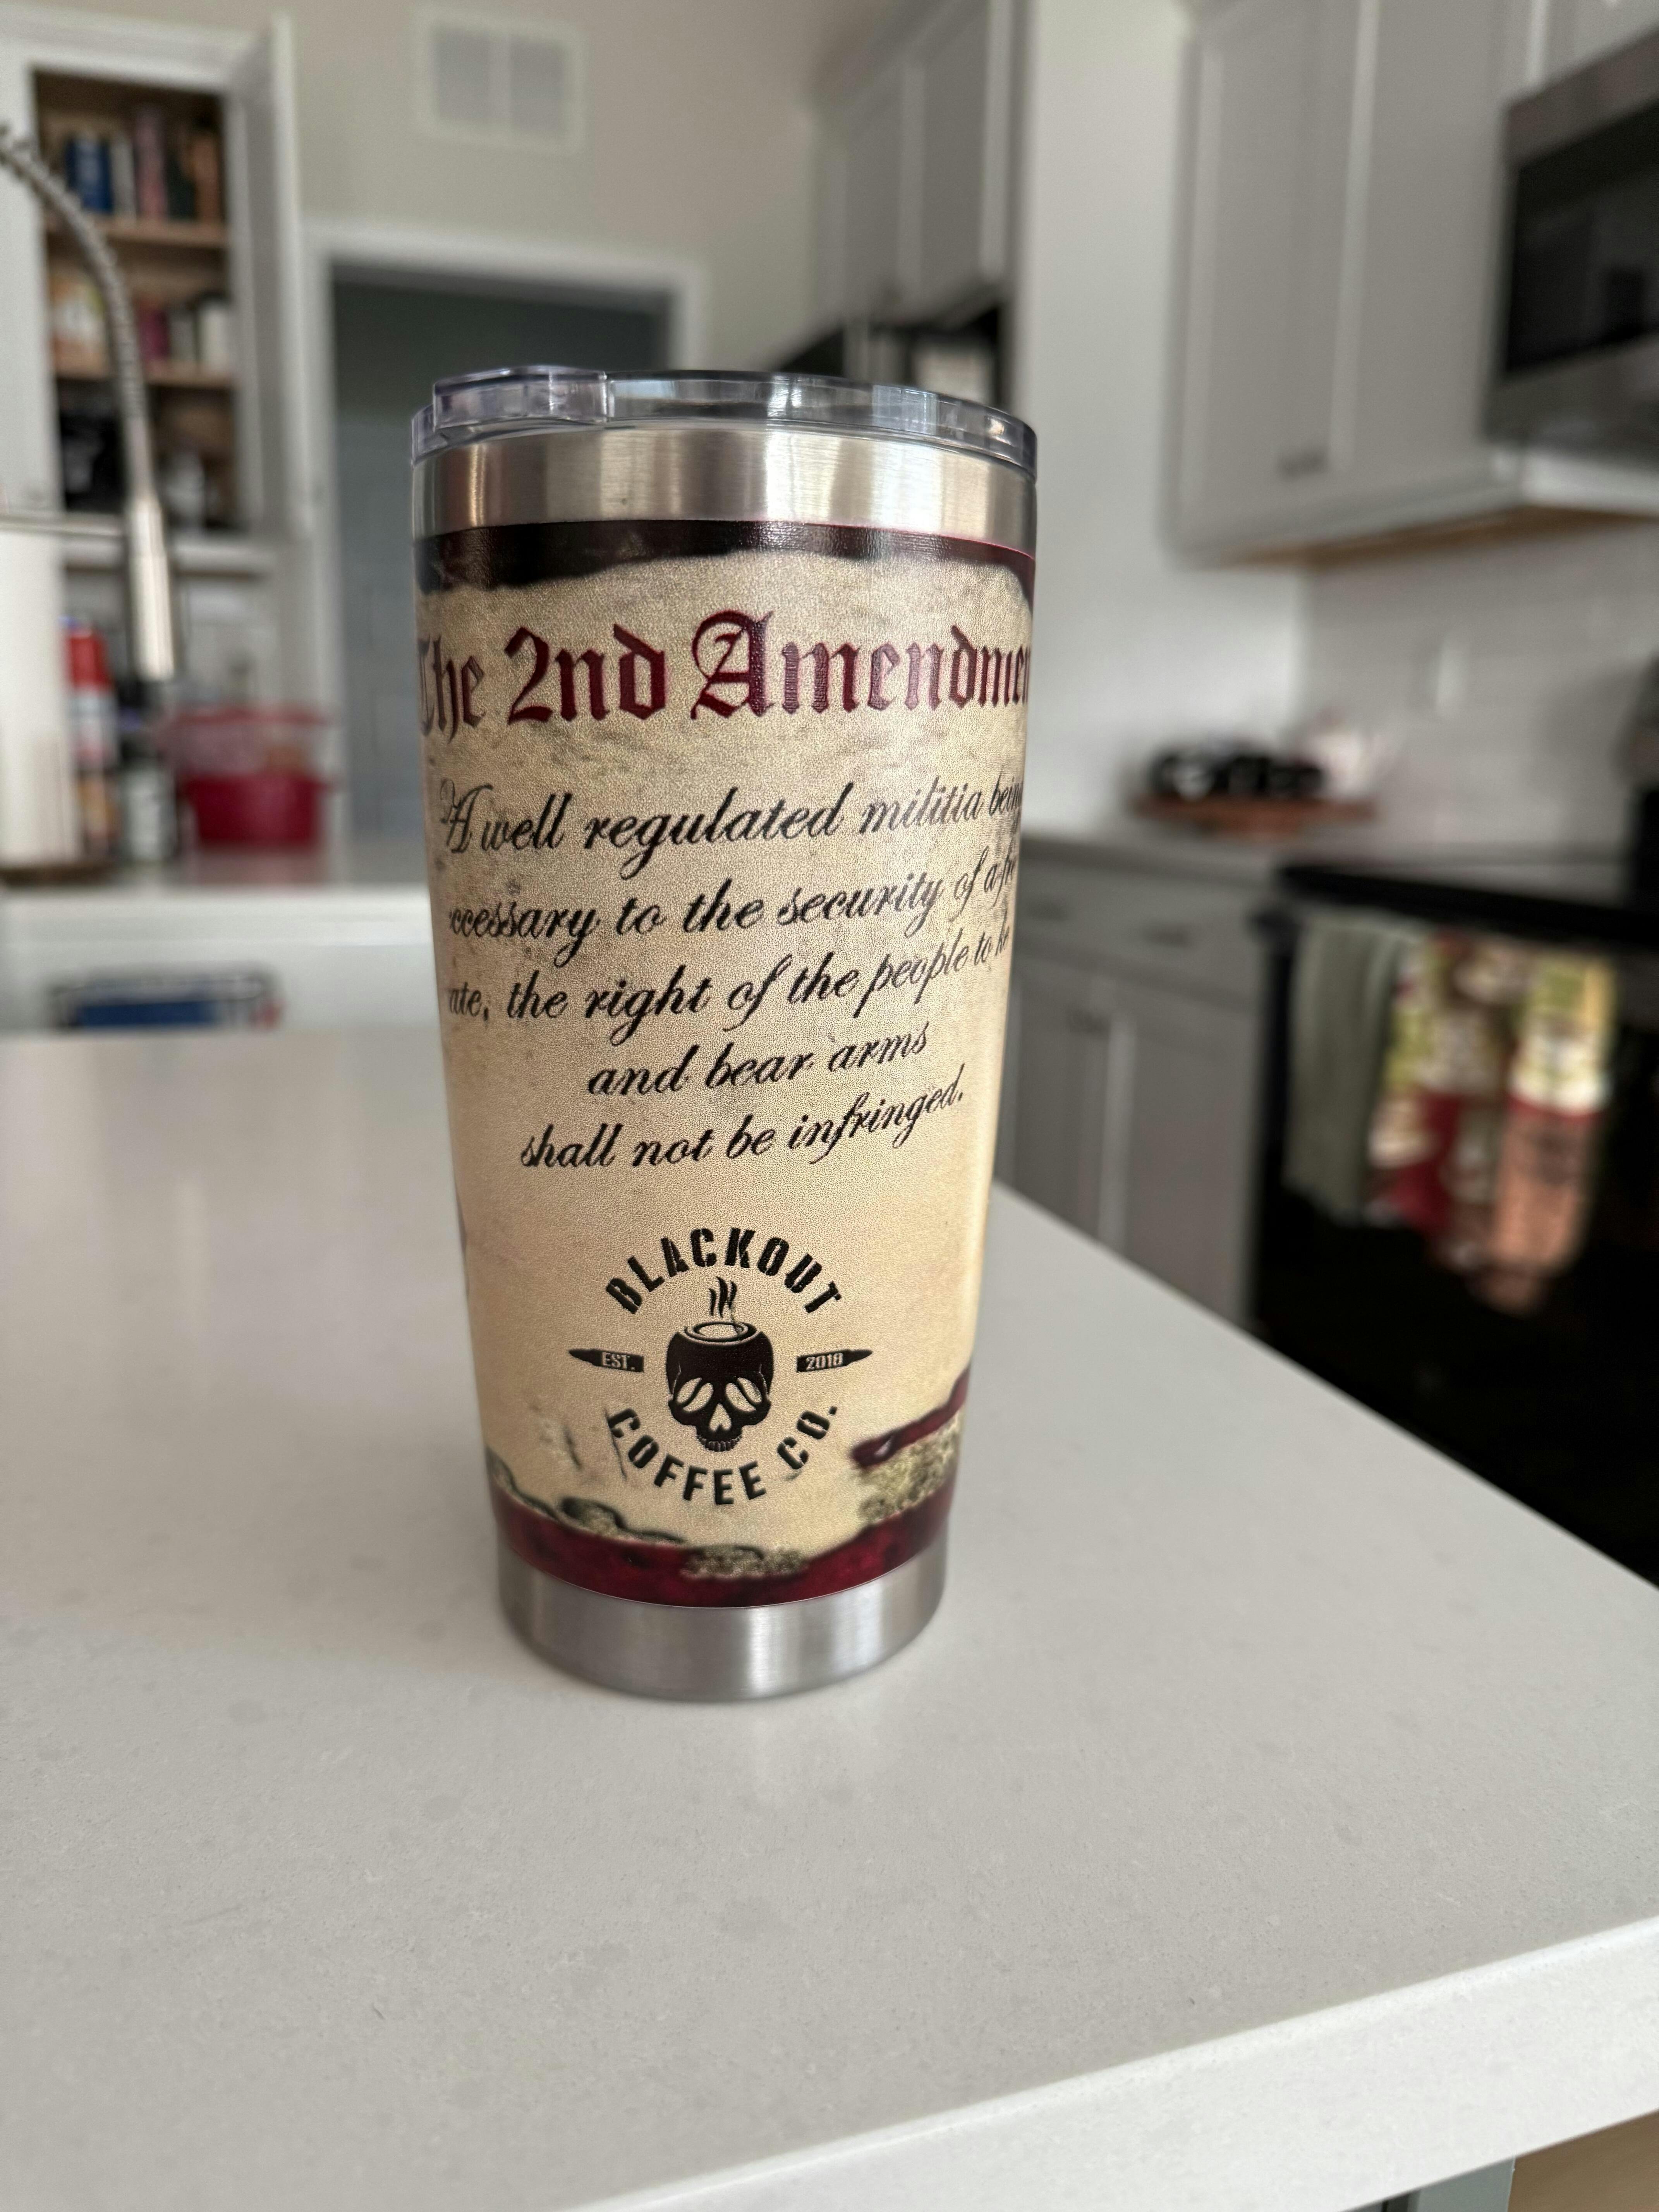 The 2nd Amendmen
A well regulated militia being
ccessary to the security of a
ate, the right of the people to
and bear arms
shall not be infringed.
BLACKOUT
EST. 2018
COFFEE CO.